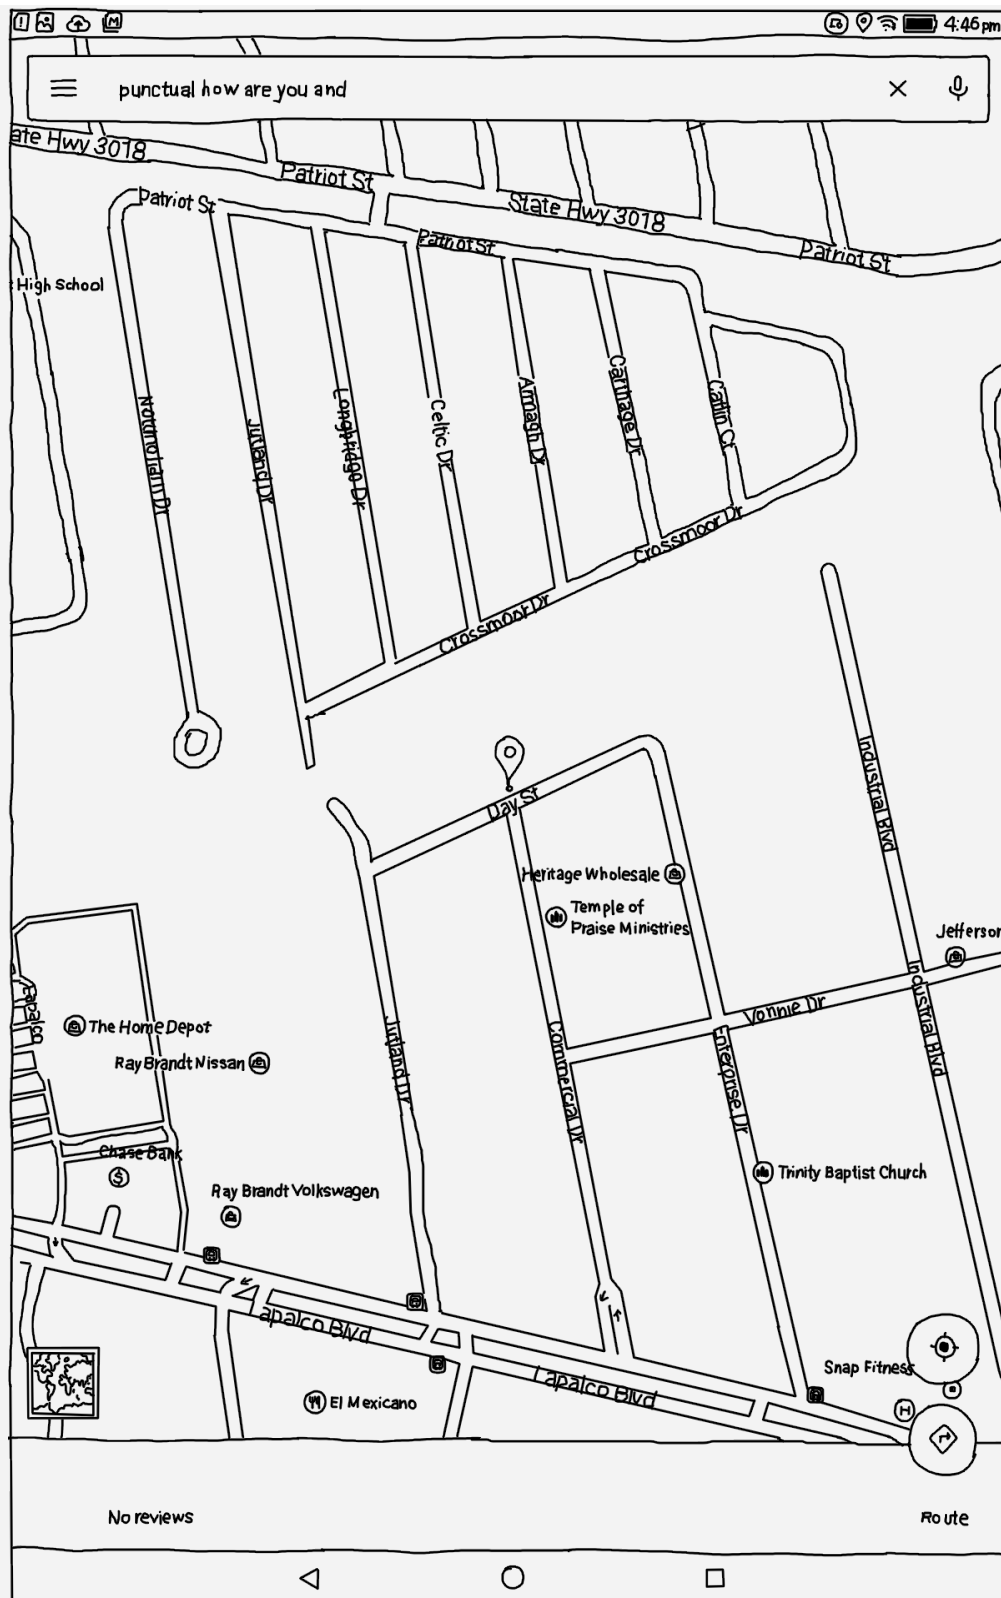 4:46 pm
punctual how are you and
ate Hwy 3018
Patriot St
Patriot St
State Hwy 3018
Patriot St
Patriot St
High School
Jutland Dr
Longbridge Dr
Celtic Dr
Armagh Dr
Carthage Dr
Catlin Ct
Crossmoor Dr
Crossmoor Dr
Industrial Blvd
Day St
Heritage Wholesale
Temple of
Praise Ministries
Jefferson
Vonnie Dr
Industrial Blvd
Lapalco
The Home Depot
Ray Brandt Nissan
Jutland Dr
Commercial Dr
Enterprise Dr
Chase Bank
Trinity Baptist Church
Ray Brandt Volkswagen
apalco Blvd
Lapalco Blvd
Snap Fitness
El Mexicano
H
No reviews
Route